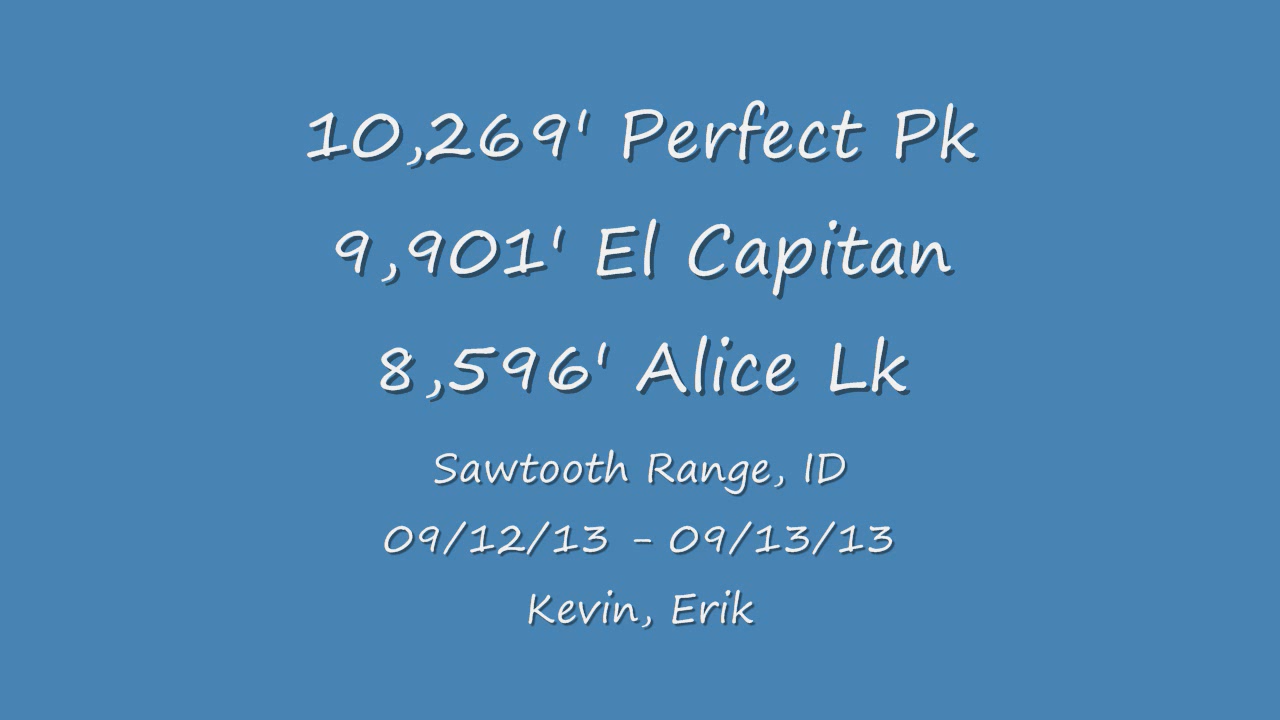 10,269' Perfect Pk
9,901' El Capitan
8,596' Alice Lk
Sawtooth Range, ID
09/12/13 - 09/13/13
Kevin, Erik